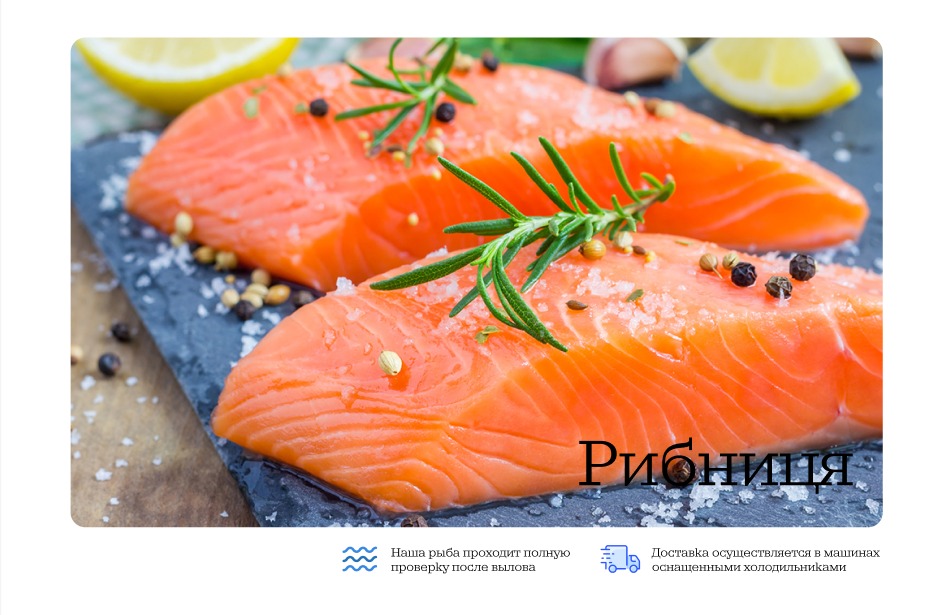 Рибниця
Наша рыба проходит полную
проверку после вылова
Доставка осуществляется в машинах
оснащенными холодильниками